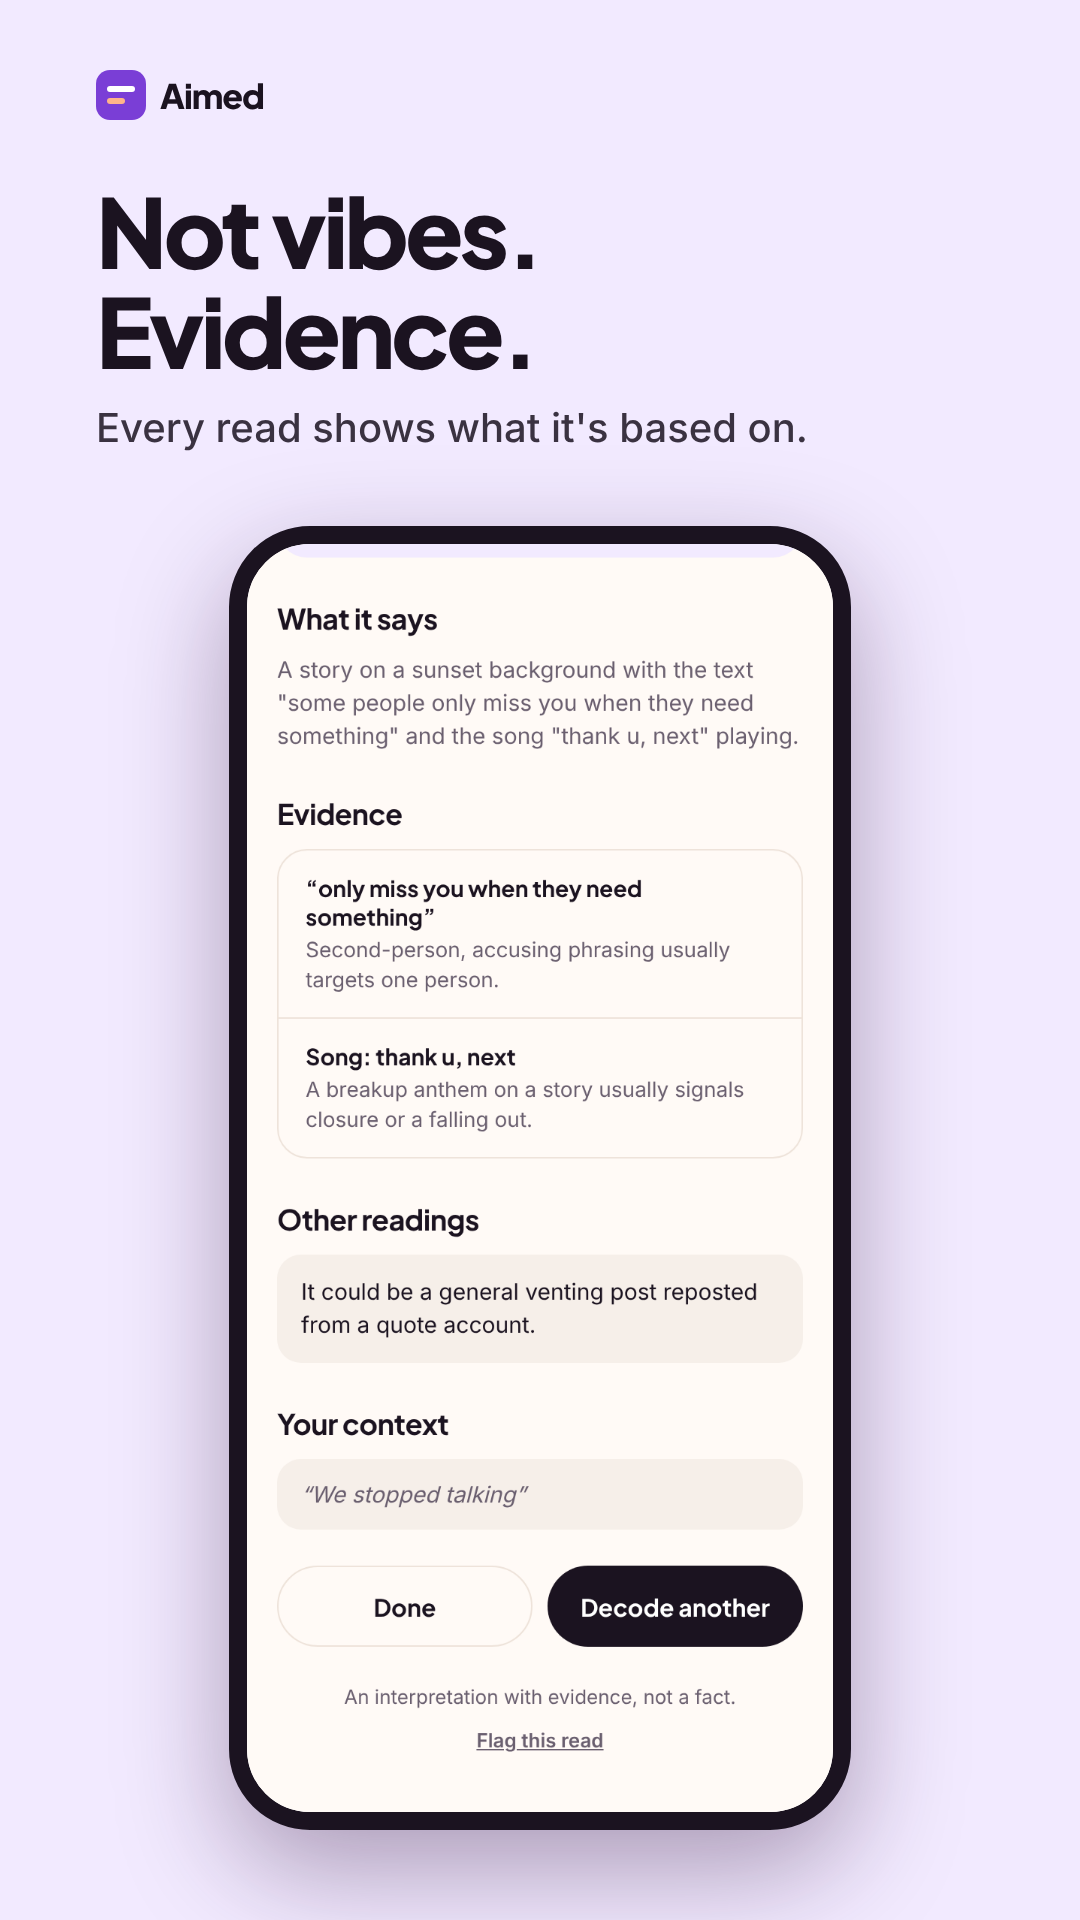 Aimed
Not vibes.
Evidence.
Every read shows what it's based on.
What it says
A story on a sunset background with the text
"some people only miss you when they need
something" and the song "thank u, next" playing.
Evidence
“only miss you when they need
something”
Second-person, accusing phrasing usually
targets one person.
Song: thank u, next
A breakup anthem on a story usually signals
closure or a falling out.
Other readings
It could be a general venting post reposted
from a quote account.
Your context
“We stopped talking”
Done
Decode another
An interpretation with evidence, not a fact.
Flag this read